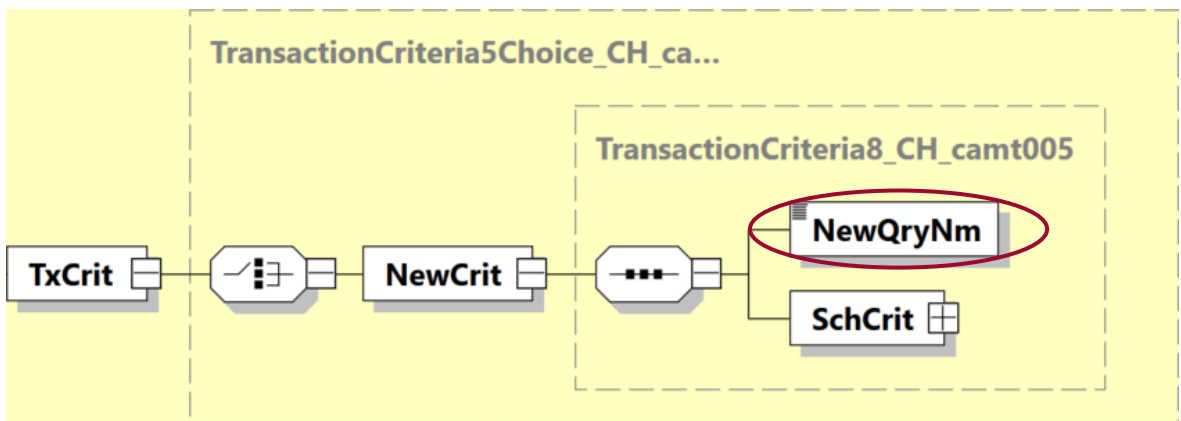 TransactionCriteria5Choice_CH_ca...
TransactionCriteria8_CH_camt005
NewQryNm
TxCrit
NewCrit
SchCrit